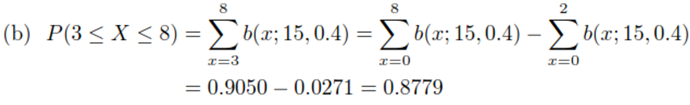 (b) P(3 ≤ X ≤ 8) = ∑_{x=3}^{8} b(x; 15, 0.4) = ∑_{x=0}^{8} b(x; 15, 0.4) − ∑_{x=0}^{2} b(x; 15, 0.4)
= 0.9050 − 0.0271 = 0.8779